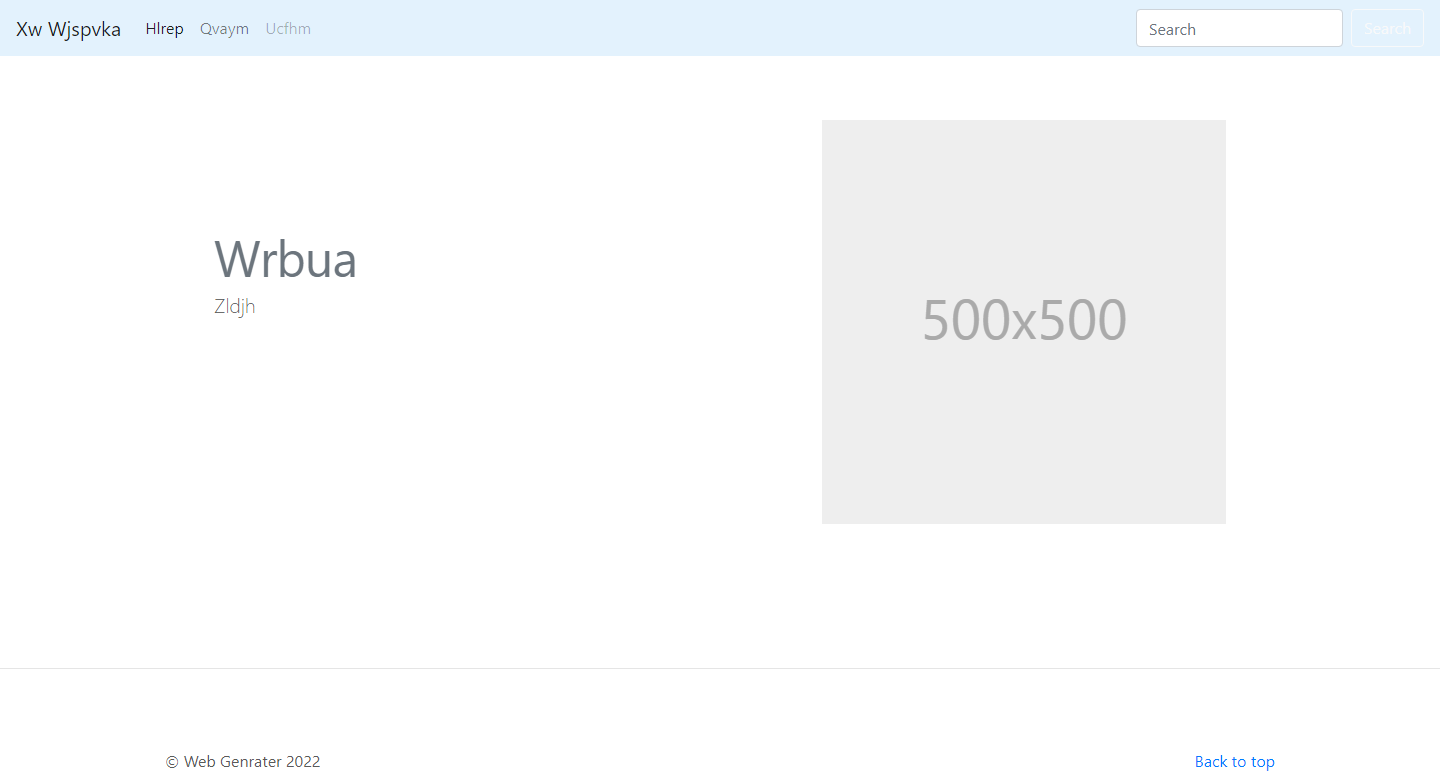 Xw Wjspvka Hlrep Qvaym Ucfhm Search Search
Wrbua
Zldjh
500x500
© Web Genrater 2022 Back to top